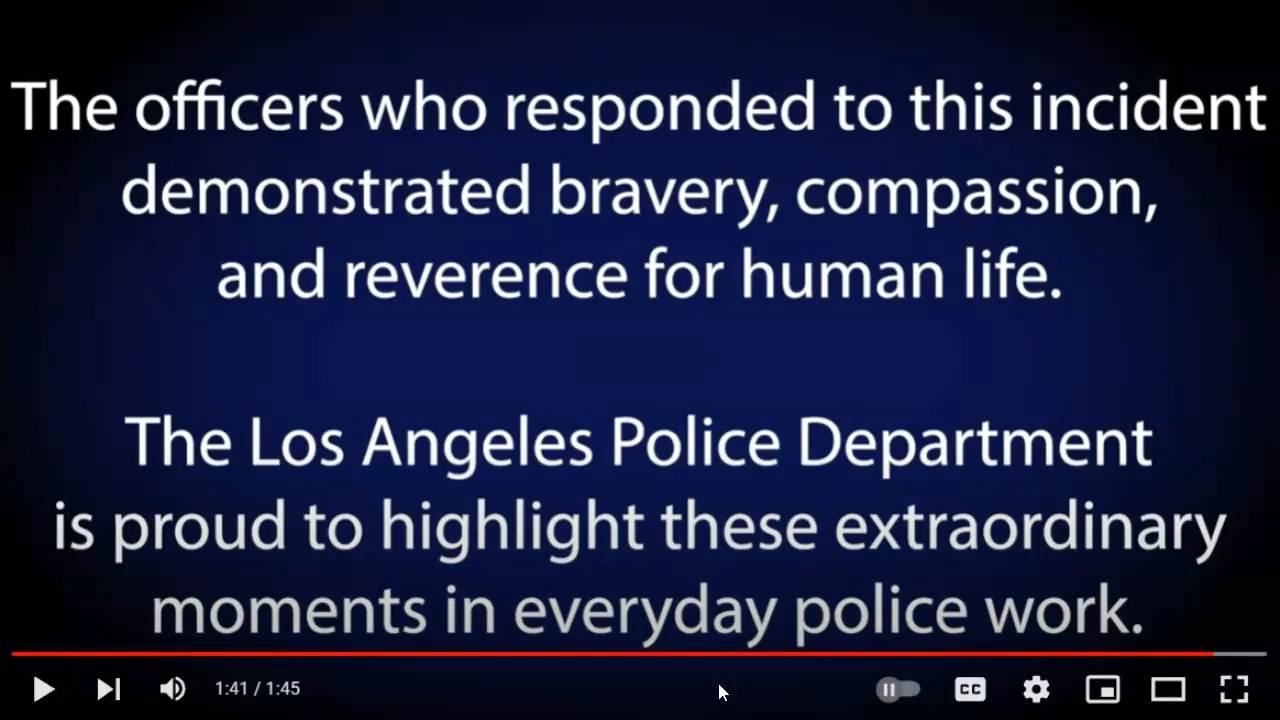 The officers who responded to this incident
demonstrated bravery, compassion,
and reverence for human life.
The Los Angeles Police Department
is proud to highlight these extraordinary
moments in everyday police work.
1:41 / 1:45
CC